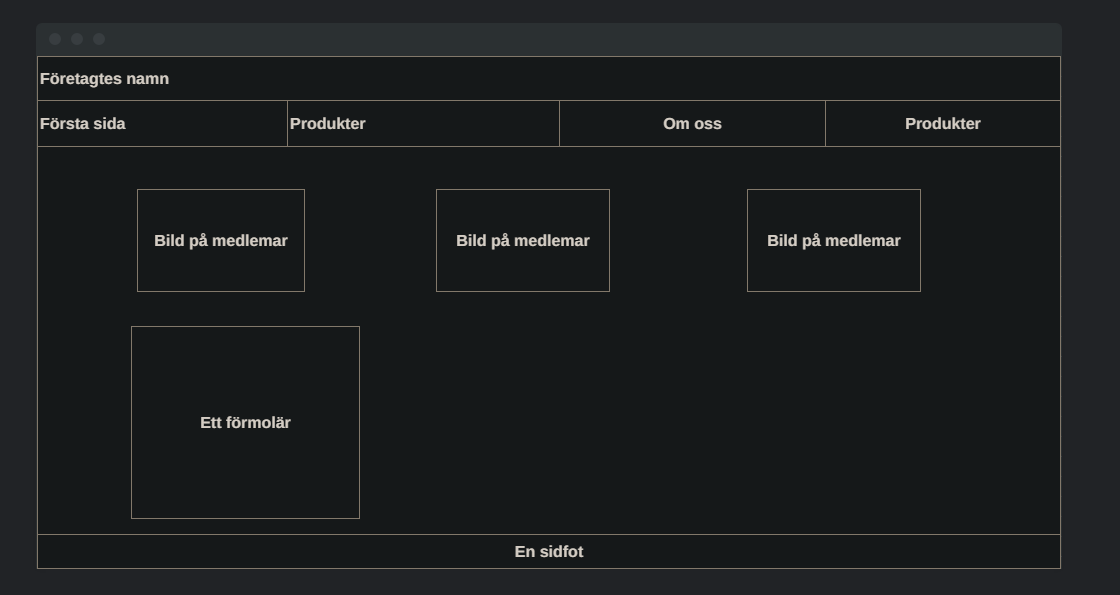 Företagtes namn
Första sida
Produkter
Om oss
Produkter
Bild på medlemar
Bild på medlemar
Bild på medlemar
Ett förmolär
En sidfot